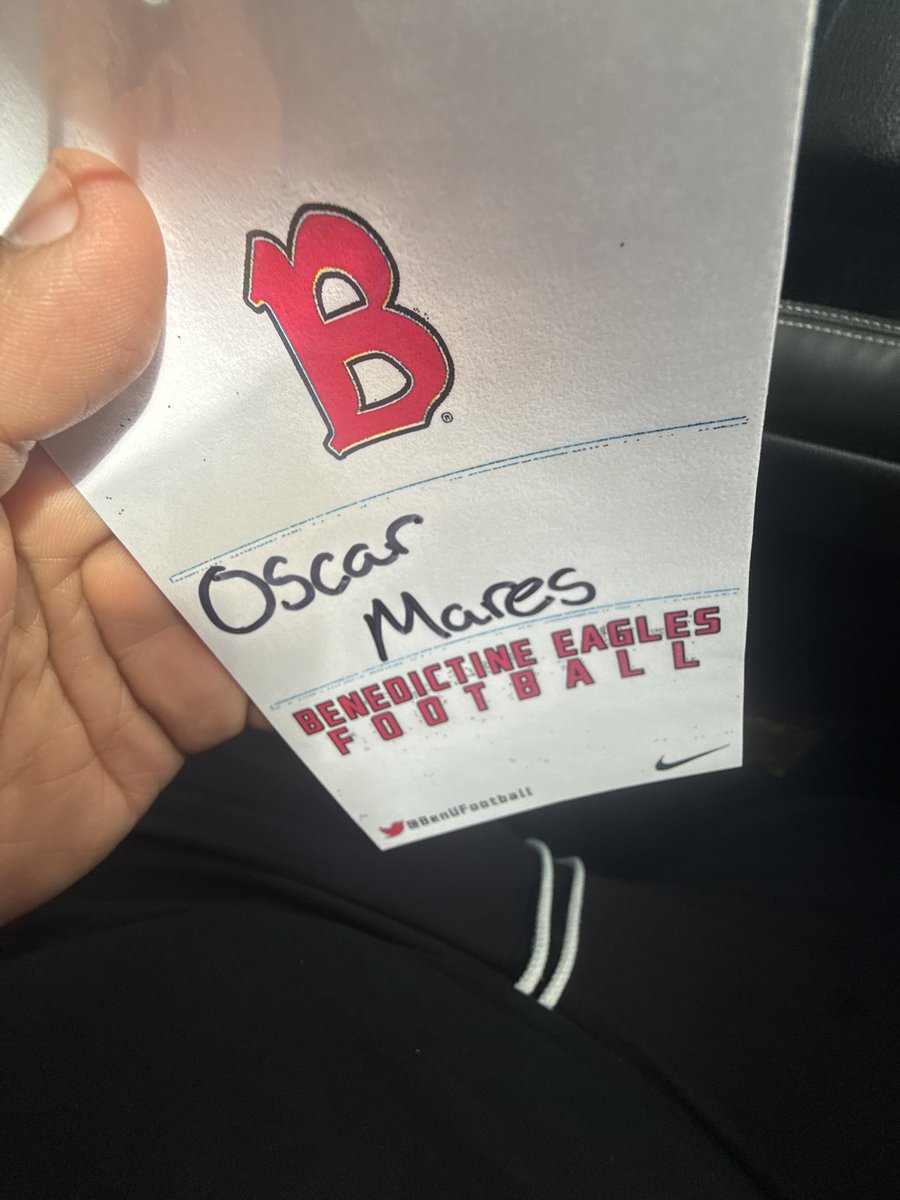 B®
Oscar
Mares
BENEDICTINE EAGLES
FOOTBALL
@BenUFootball